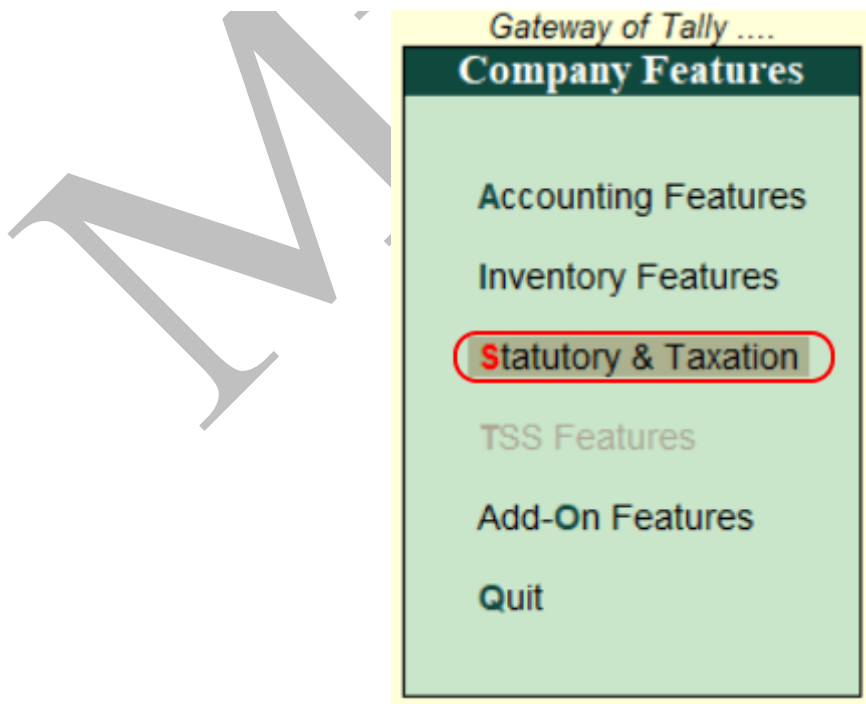 Gateway of Tally ....
Company Features
Accounting Features
Inventory Features
Statutory & Taxation
TSS Features
Add-On Features
Quit
M